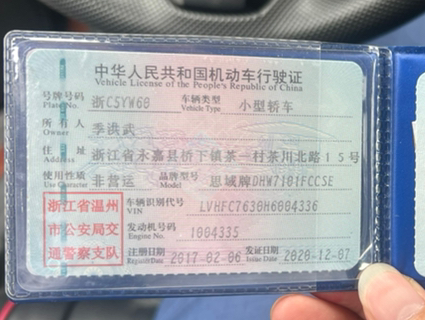 中华人民共和国机动车行驶证
Vehicle License of the People's Republic of China
号牌号码 Plate No. 浙C5YW60 车辆类型 Vehicle Type 小型轿车
所有人 Owner 季洪武
住址 Address 浙江省永嘉县桥下镇茶一村茶川北路15号
使用性质 Use Character 非营运 品牌型号 Model 思域牌DHW7101FCCSE
浙江省温州市公安局交通警察支队
车辆识别代号 VIN LVHFC7630H6004336
发动机号码 Engine No. 1004335
注册日期 Register Date 2017-02-06 发证日期 Issue Date 2020-12-07